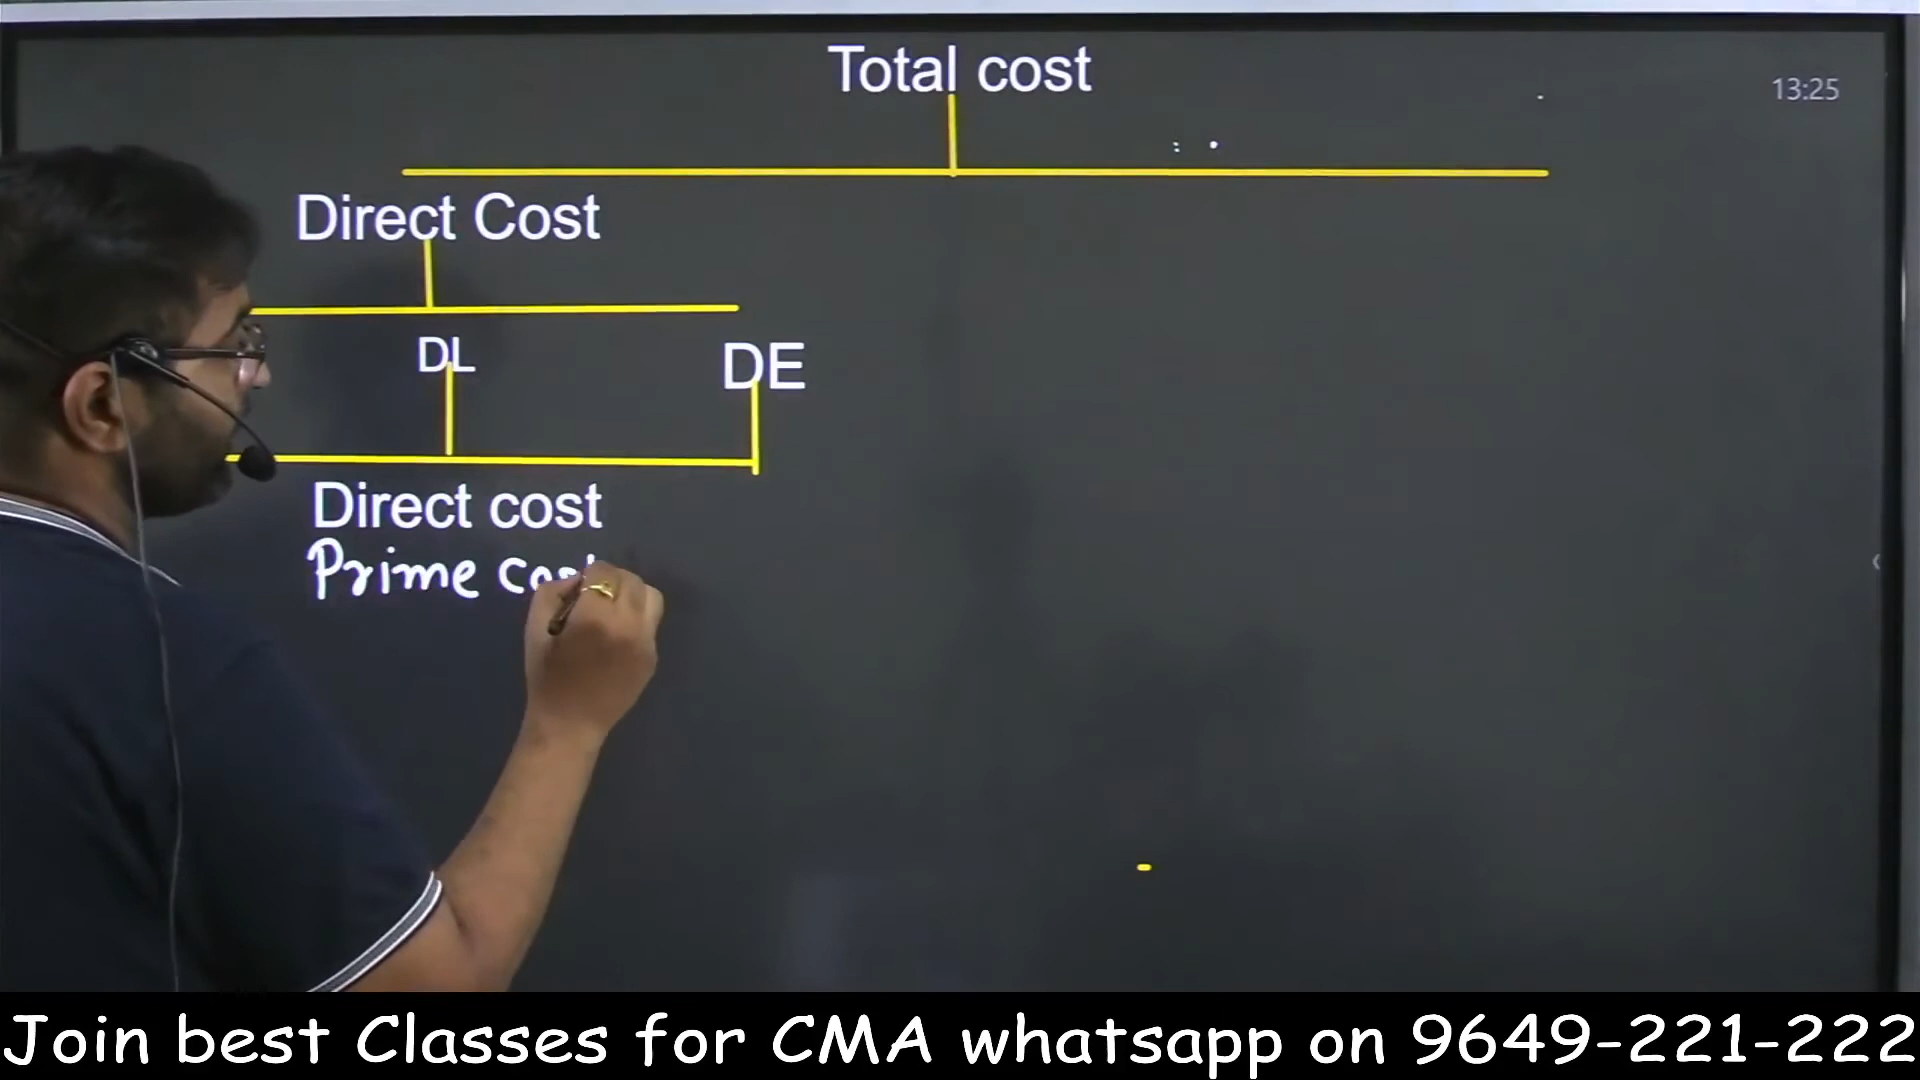 Total cost
13:25
Direct Cost
DL
DE
Direct cost
Prime Cost
Join best Classes for CMA whatsapp on 9649-221-222